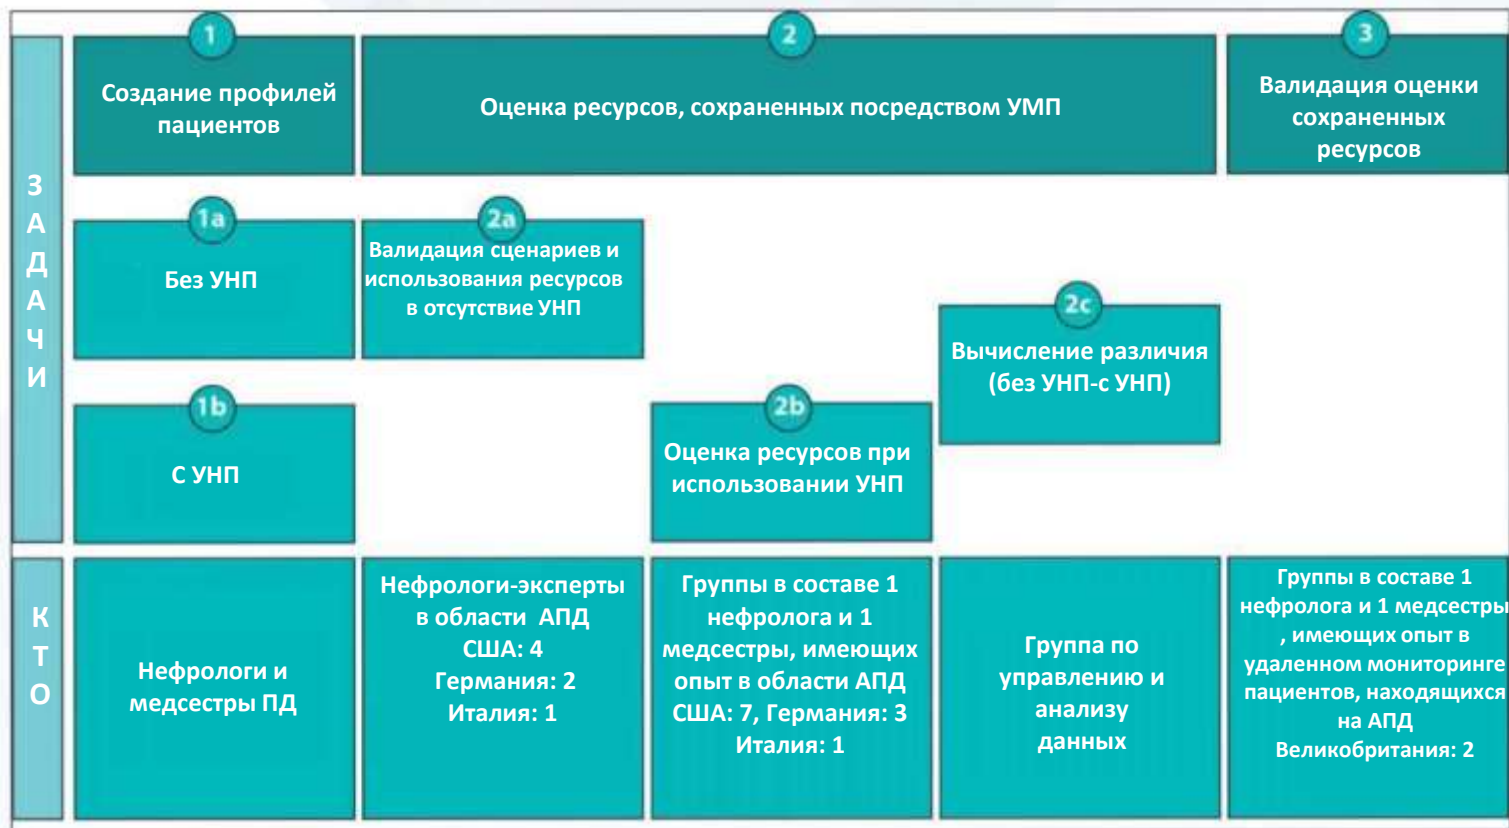 1
Создание профилей
пациентов
2
Оценка ресурсов, сохраненных посредством УМП
3
Валидация оценки
сохраненных
ресурсов
З
А
Д
А
Ч
И
1a
Без УНП
2a
Валидация сценариев и
использования ресурсов
в отсутствие УНП
2c
Вычисление различия
(без УНП-с УНП)
1b
С УНП
2b
Оценка ресурсов при
использовании УНП
К
Т
О
Нефрологи и
медсестры ПД
Нефрологи-эксперты
в области АПД
США: 4
Германия: 2
Италия: 1
Группы в составе 1
нефролога и 1
медсестры, имеющих
опыт в области АПД
США: 7, Германия: 3
Италия: 1
Группа по
управлению и
анализу
данных
Группы в составе 1
нефролога и 1 медсестры
, имеющих опыт в
удаленном мониторинге
пациентов, находящихся
на АПД
Великобритания: 2